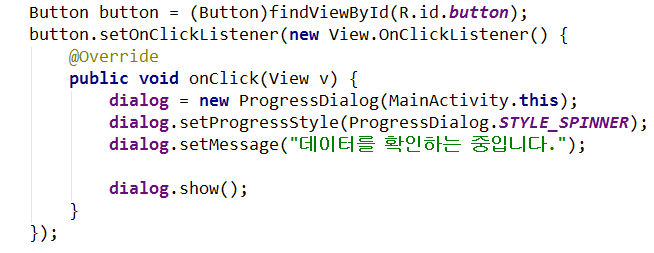 Button button = (Button)findViewById(R.id.button);
button.setOnClickListener(new View.OnClickListener() {
    @Override
    public void onClick(View v) {
        dialog = new ProgressDialog(MainActivity.this);
        dialog.setProgressStyle(ProgressDialog.STYLE_SPINNER);
        dialog.setMessage("데이터를 확인하는 중입니다.");

        dialog.show();
    }
});